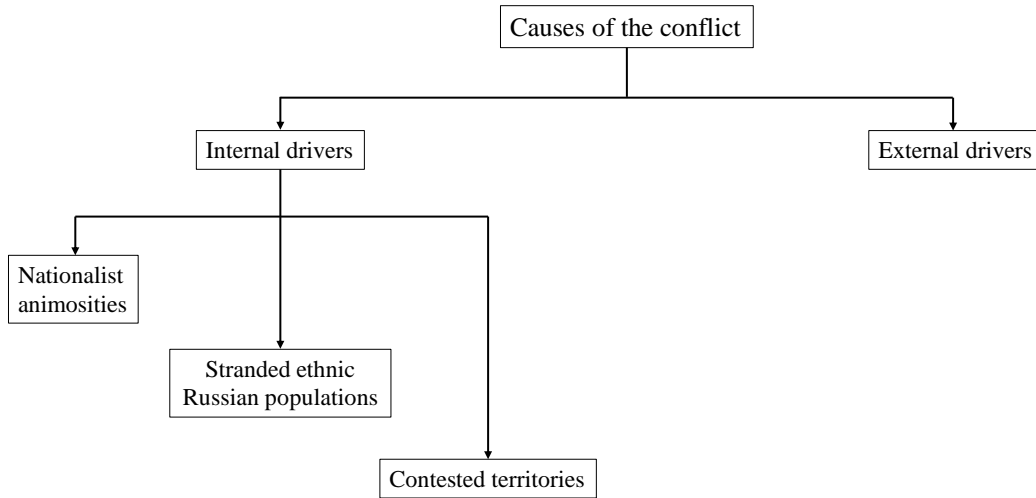 Causes of the conflict
Internal drivers
External drivers
Nationalist
animosities
Stranded ethnic
Russian populations
Contested territories